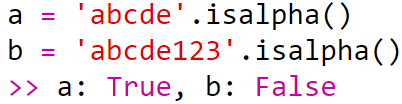 a = 'abcde'.isalpha()
b = 'abcde123'.isalpha()
>> a: True, b: False